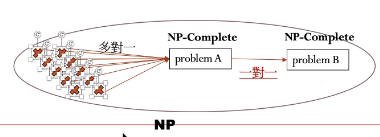 NP-Complete
NP-Complete
多對一
problem A
problem B
一對一
NP